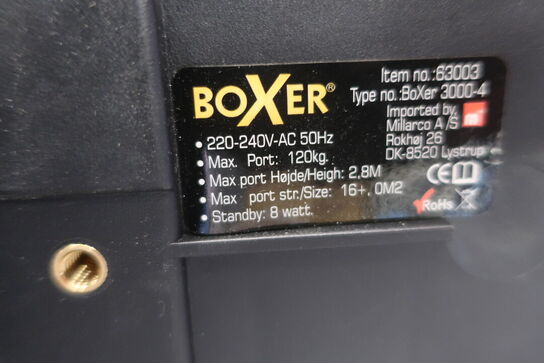 BOXER®
Item no.:63003
Type no.:BoXer 3000-4
Imported by
Millarco A/S
Rokhøj 26
DK-8520 Lystrup
• 220-240V-AC 50Hz
• Max. Port: 120kg.
• Max port Højde/Heigh: 2,8M
• Max port str./Size: 16+, 0M2
• Standby: 8 watt.
CE
RoHS